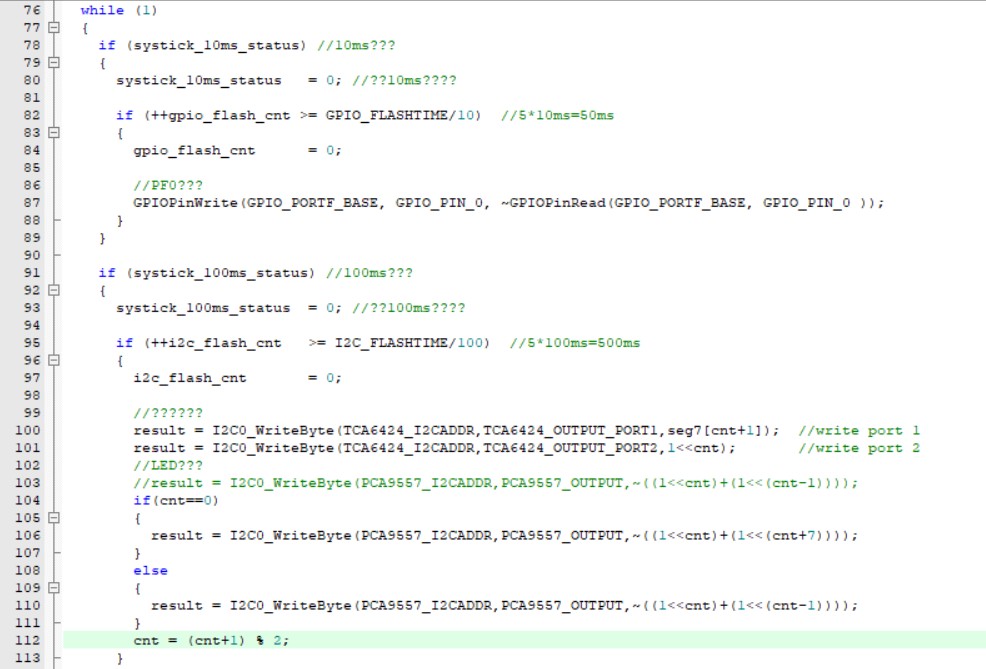 76 while (1)
77 {
78 if (systick_10ms_status) //10ms???
79 {
80 systick_10ms_status = 0; //??10ms????
81
82 if (++gpio_flash_cnt >= GPIO_FLASHTIME/10) //5*10ms=50ms
83 {
84 gpio_flash_cnt = 0;
85
86 //PF0???
87 GPIOPinWrite(GPIO_PORTF_BASE, GPIO_PIN_0, ~GPIOPinRead(GPIO_PORTF_BASE, GPIO_PIN_0 ));
88 }
89 }
90
91 if (systick_100ms_status) //100ms???
92 {
93 systick_100ms_status = 0; //??100ms????
94
95 if (++i2c_flash_cnt >= I2C_FLASHTIME/100) //5*100ms=500ms
96 {
97 i2c_flash_cnt = 0;
98
99 //??????
100 result = I2C0_WriteByte(TCA6424_I2CADDR,TCA6424_OUTPUT_PORT1,seg7[cnt+1]); //write port 1
101 result = I2C0_WriteByte(TCA6424_I2CADDR,TCA6424_OUTPUT_PORT2,1<<cnt); //write port 2
102 //LED???
103 //result = I2C0_WriteByte(PCA9557_I2CADDR,PCA9557_OUTPUT,~((1<<cnt)+(1<<(cnt-1))));
104 if(cnt==0)
105 {
106 result = I2C0_WriteByte(PCA9557_I2CADDR,PCA9557_OUTPUT,~((1<<cnt)+(1<<(cnt+7))));
107 }
108 else
109 {
110 result = I2C0_WriteByte(PCA9557_I2CADDR,PCA9557_OUTPUT,~((1<<cnt)+(1<<(cnt-1))));
111 }
112 cnt = (cnt+1) % 2;
113 }